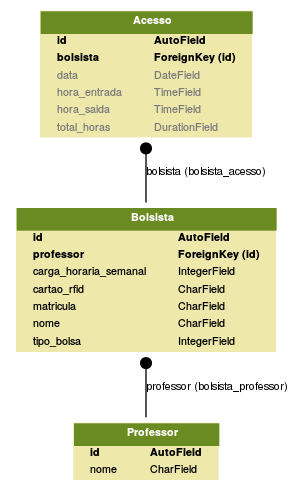 Acesso
id AutoField
bolsista ForeignKey (id)
data DateField
hora_entrada TimeField
hora_saida TimeField
total_horas DurationField
bolsista (bolsista_acesso)
Bolsista
id AutoField
professor ForeignKey (id)
carga_horaria_semanal IntegerField
cartao_rfid CharField
matricula CharField
nome CharField
tipo_bolsa IntegerField
professor (bolsista_professor)
Professor
id AutoField
nome CharField